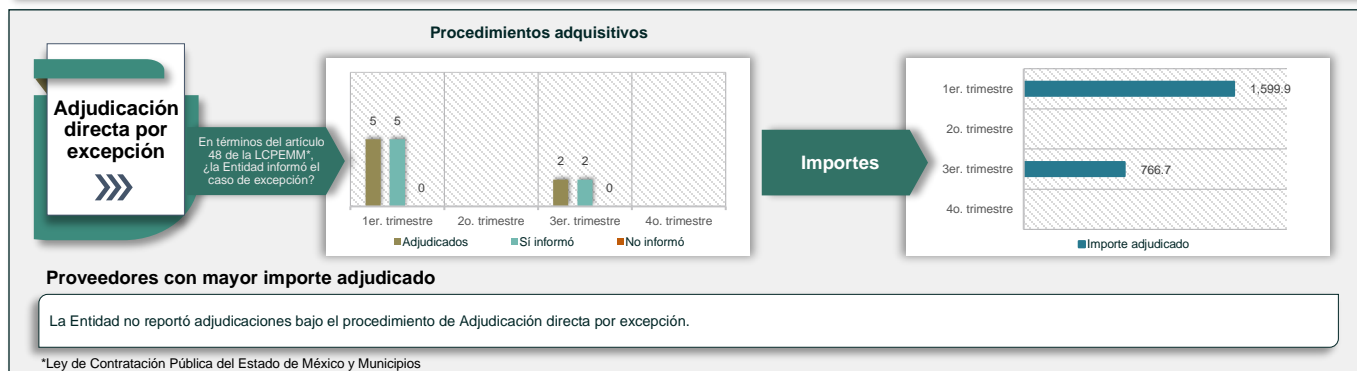 Procedimientos adquisitivos
Adjudicación
directa por
excepción
En términos del artículo
48 de la LCPEMM*,
¿la Entidad informó el
caso de excepción?
5 5
0
2 2
0
1er. trimestre 2o. trimestre 3er. trimestre 4o. trimestre
Adjudicados Sí informó No informó
Importes
1er. trimestre 1,599.9
2o. trimestre
3er. trimestre 766.7
4o. trimestre
Importe adjudicado
Proveedores con mayor importe adjudicado
La Entidad no reportó adjudicaciones bajo el procedimiento de Adjudicación directa por excepción.
*Ley de Contratación Pública del Estado de México y Municipios